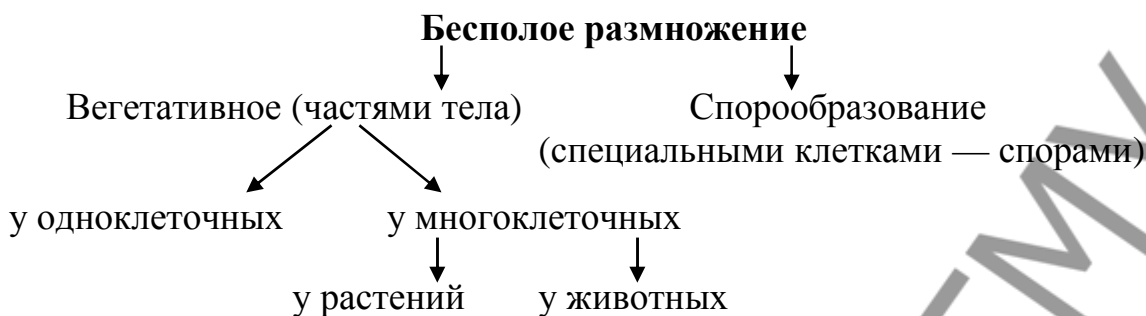 Бесполое размножение
Вегетативное (частями тела) Спорообразование
(специальными клетками — спорами)
у одноклеточных у многоклеточных
у растений у животных